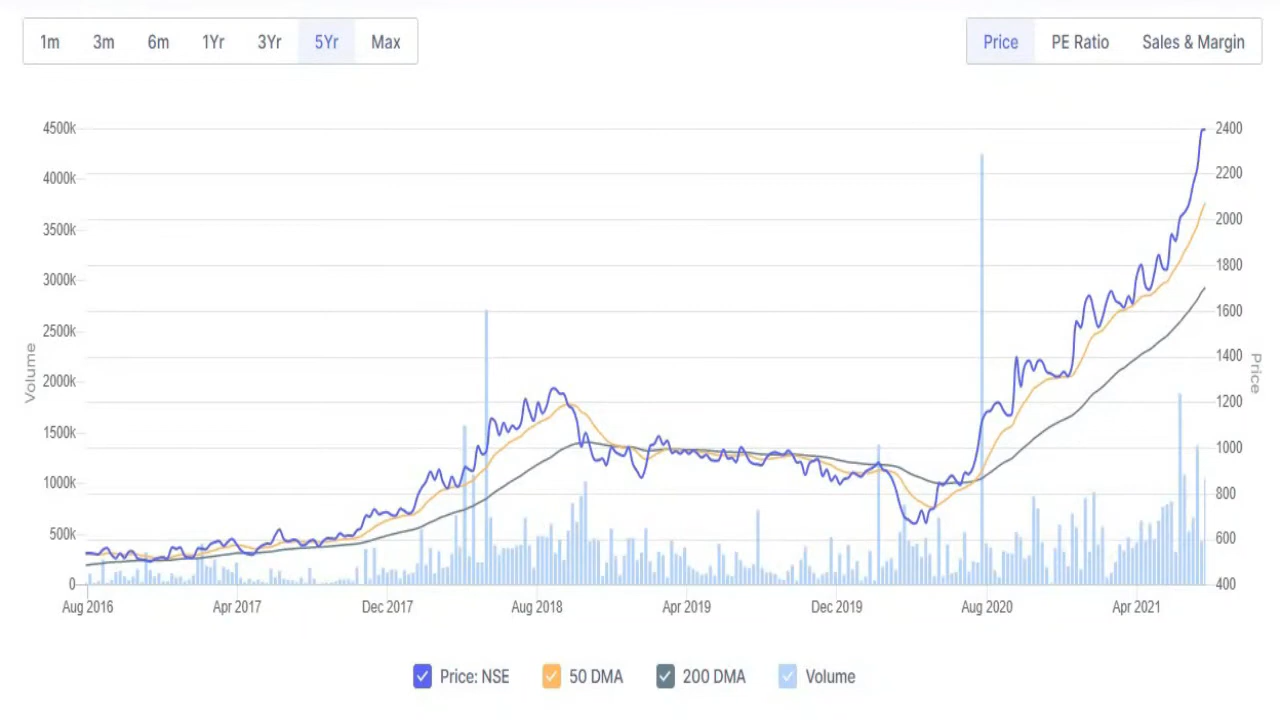 1m 3m 6m 1Yr 3Yr 5Yr Max Price PE Ratio Sales & Margin
4500k 2400
4000k 2200
3500k 2000
3000k 1800
2500k 1600
2000k 1400
1500k 1200
1000k 1000
500k 800
0 600
400
Volume
Price
Aug 2016 Apr 2017 Dec 2017 Aug 2018 Apr 2019 Dec 2019 Aug 2020 Apr 2021
Price: NSE 50 DMA 200 DMA Volume